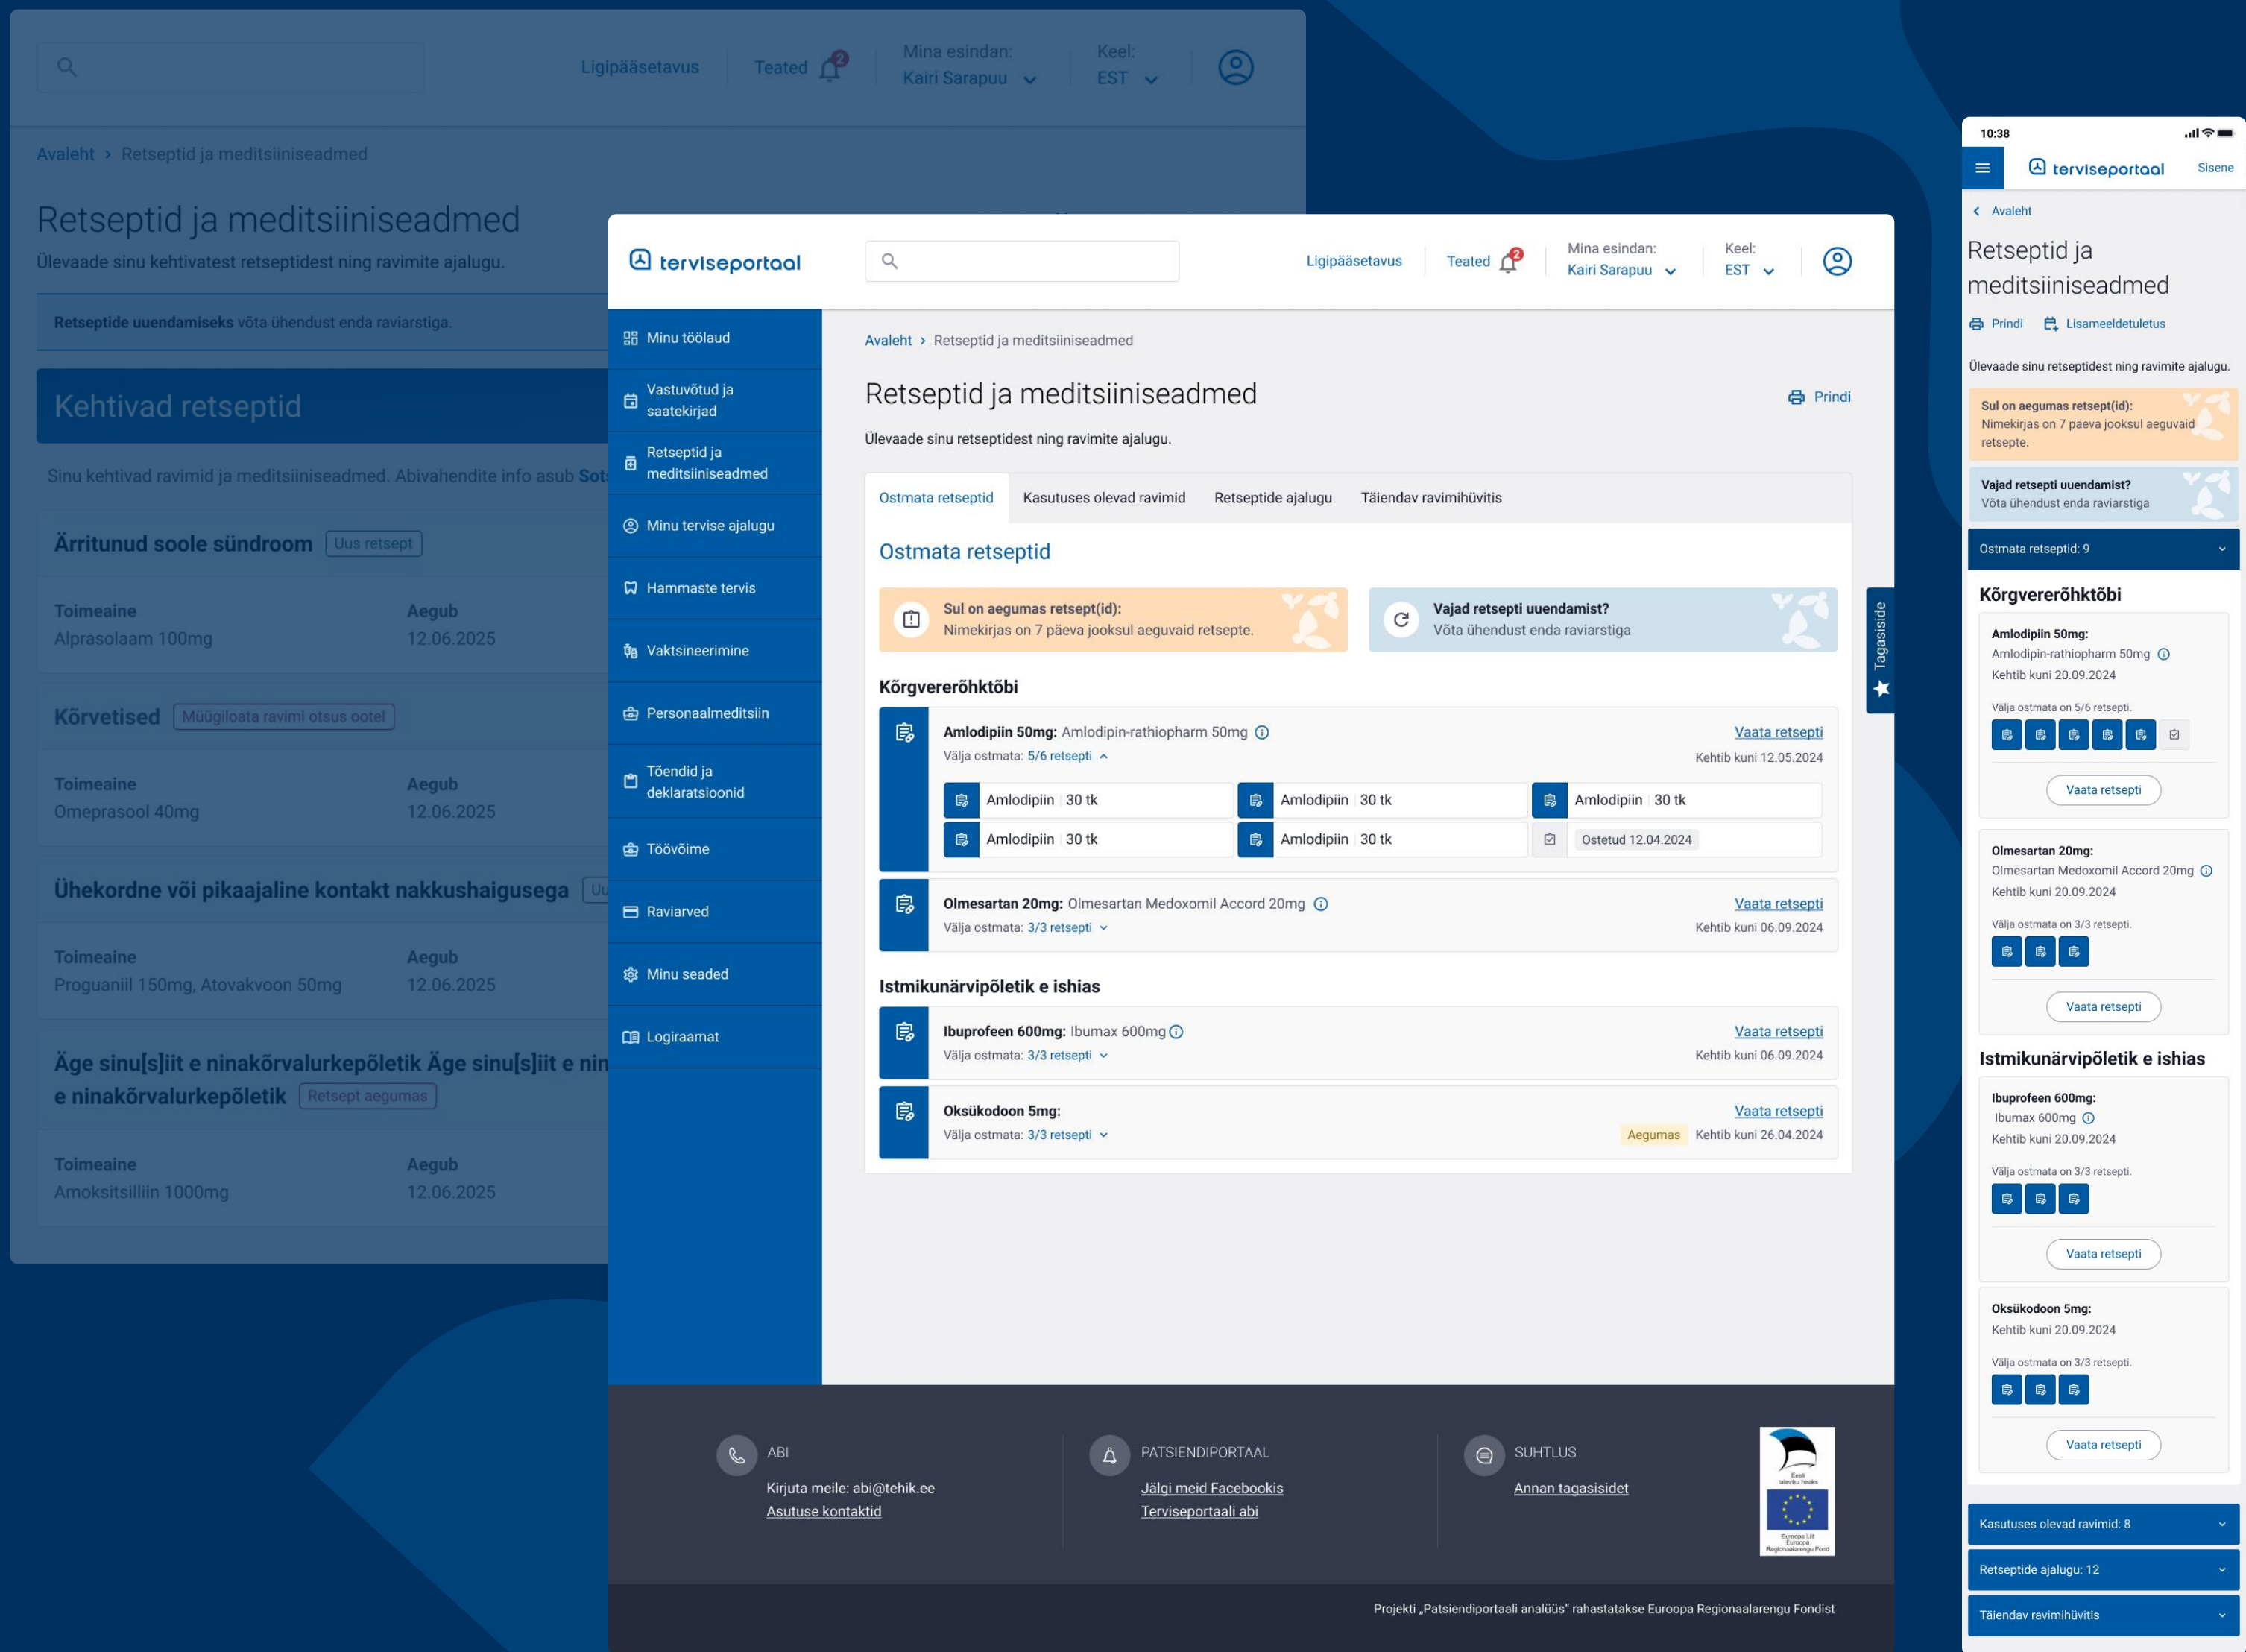 Ligipääsetavus
Teated
2
Mina esindan:
Kairi Sarapuu
Keel:
EST
Avaleht > Retseptid ja meditsiiniseadmed
Retseptid ja meditsiiniseadmed
Ülevaade sinu kehtivatest retseptidest ning ravimite ajalugu.
Retseptide uuendamiseks võta ühendust enda raviarstiga.
Kehtivad retseptid
Sinu kehtivad ravimid ja meditsiiniseadmed. Abivahendite info asub
Ärritunud soole sündroom
Uus retsept
Toimeaine
Aegub
Alprasolaam 100mg
12.06.2025
Kõrvetised
Müügiloata ravimi otsus ootel
Toimeaine
Aegub
Omeprasool 40mg
12.06.2025
Ühekordne või pikaajaline kontakt nakkushaigusega
Toimeaine
Aegub
Proguaniil 150mg, Atovakvoon 50mg
12.06.2025
Äge sinu[s]iit e ninakõrvalurkepõletik Äge sinu[s]iit e nin
e ninakõrvalurkepõletik
Retsept aegumas
Toimeaine
Aegub
Amoksitsilliin 1000mg
12.06.2025
terviseportaal
Ligipääsetavus
Teated
2
Mina esindan:
Kairi Sarapuu
Keel:
EST
Minu töölaud
Vastuvõtud ja
saatekirjad
Retseptid ja
meditsiiniseadmed
Minu tervise ajalugu
Hammaste tervis
Vaktsineerimine
Personaalmeditsiin
Tõendid ja
deklaratsioonid
Töövõime
Raviarved
Minu seaded
Logiraamat
Avaleht > Retseptid ja meditsiiniseadmed
Retseptid ja meditsiiniseadmed
Prindi
Ülevaade sinu retseptidest ning ravimite ajalugu.
Ostmata retseptid
Kasutuses olevad ravimid
Retseptide ajalugu
Täiendav ravimihüvitis
Ostmata retseptid
Sul on aegumas retsept(id):
Nimekirjas on 7 päeva jooksul aeguvaid retsepte.
Vajad retsepti uuendamist?
Võta ühendust enda raviarstiga
Kõrgvererõhktõbi
Amlodipiin 50mg: Amlodipin-rathiopharm 50mg
Vaata retsepti
Välja ostmata: 5/6 retsepti
Kehtib kuni 12.05.2024
Amlodipiin 30 tk
Amlodipiin 30 tk
Amlodipiin 30 tk
Amlodipiin 30 tk
Amlodipiin 30 tk
Ostetud 12.04.2024
Olmesartan 20mg: Olmesartan Medoxomil Accord 20mg
Vaata retsepti
Välja ostmata: 3/3 retsepti
Kehtib kuni 06.09.2024
Istmikunärvipõletik e ishias
Ibuprofeen 600mg: Ibumax 600mg
Vaata retsepti
Välja ostmata: 3/3 retsepti
Kehtib kuni 06.09.2024
Oksükodoon 5mg:
Vaata retsepti
Välja ostmata: 3/3 retsepti
Aegumas
Kehtib kuni 26.04.2024
Tagasiside
ABI
Kirjuta meile: abi@tehik.ee
Asutuse kontaktid
PATSIENDIPORTAAL
Jälgi meid Facebookis
Terviseportaali abi
SUHTLUS
Annan tagasisidet
Eesti
tuleviku heaks
Euroopa Liit
Euroopa
Regionaalarengu Fond
Projekti „Patsiendiportaali analüüs“ rahastatakse Euroopa Regionaalarengu Fondist
10:38
terviseportaal
Sisene
Avaleht
Retseptid ja
meditsiiniseadmed
Prindi
Lisameeldetuletus
Ülevaade sinu retseptidest ning ravimite ajalugu.
Sul on aegumas retsept(id):
Nimekirjas on 7 päeva jooksul aeguvaid
retsepte.
Vajad retsepti uuendamist?
Võta ühendust enda raviarstiga
Ostmata retseptid: 9
Kõrgvererõhktõbi
Amlodipiin 50mg:
Amlodipin-rathiopharm 50mg
Kehtib kuni 20.09.2024
Välja ostmata on 5/6 retsepti.
Vaata retsepti
Olmesartan 20mg:
Olmesartan Medoxomil Accord 20mg
Kehtib kuni 20.09.2024
Välja ostmata on 3/3 retsepti.
Vaata retsepti
Istmikunärvipõletik e ishias
Ibuprofeen 600mg:
Ibumax 600mg
Kehtib kuni 20.09.2024
Välja ostmata on 3/3 retsepti.
Vaata retsepti
Oksükodoon 5mg:
Kehtib kuni 20.09.2024
Välja ostmata on 3/3 retsepti.
Vaata retsepti
Kasutuses olevad ravimid: 8
Retseptide ajalugu: 12
Täiendav ravimihüvitis